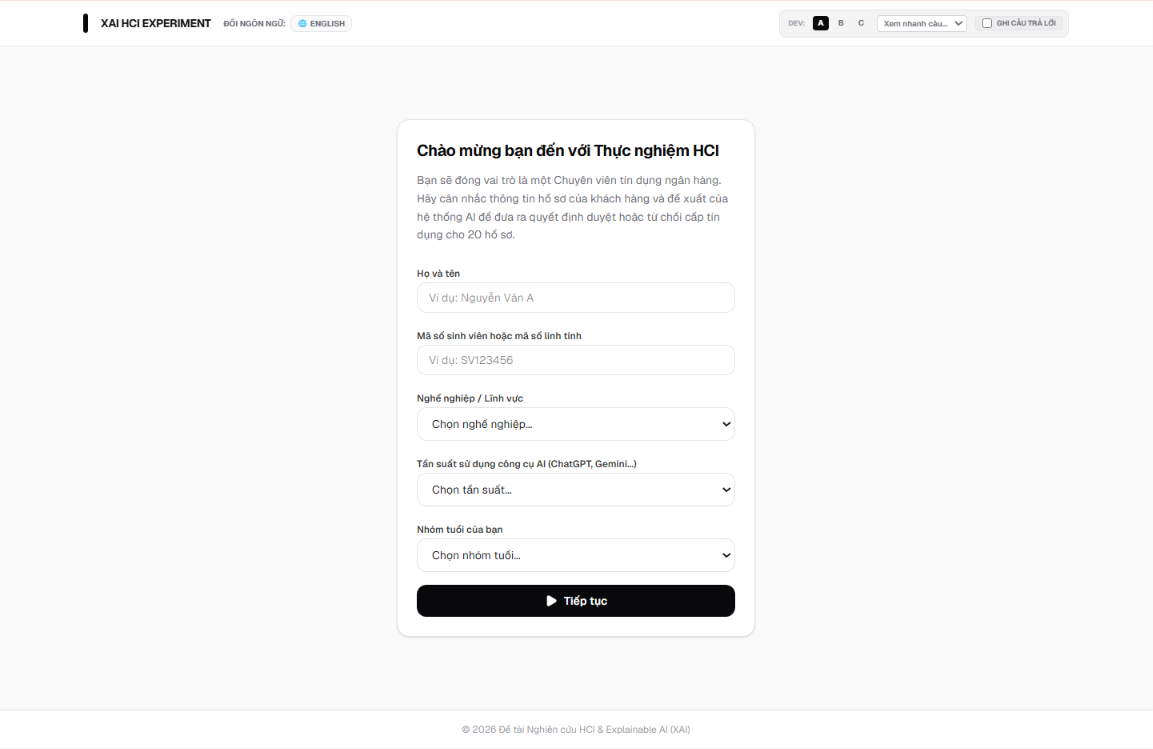 XAI HCI EXPERIMENT ĐỔI NGÔN NGỮ: 🌐 ENGLISH DEV: A B C Xem nhanh câu... GHI CÂU TRẢ LỜI
Chào mừng bạn đến với Thực nghiệm HCI
Bạn sẽ đóng vai trò là một Chuyên viên tín dụng ngân hàng.
Hãy cân nhắc thông tin hồ sơ của khách hàng và đề xuất của
hệ thống AI để đưa ra quyết định duyệt hoặc từ chối cấp tín
dụng cho 20 hồ sơ.
Họ và tên
Ví dụ: Nguyễn Văn A
Mã số sinh viên hoặc mã số linh tinh
Ví dụ: SV123456
Nghề nghiệp / Lĩnh vực
Chọn nghề nghiệp...
Tần suất sử dụng công cụ AI (ChatGPT, Gemini...)
Chọn tần suất...
Nhóm tuổi của bạn
Chọn nhóm tuổi...
Tiếp tục
© 2026 Đề tài Nghiên cứu HCI & Explainable AI (XAI)